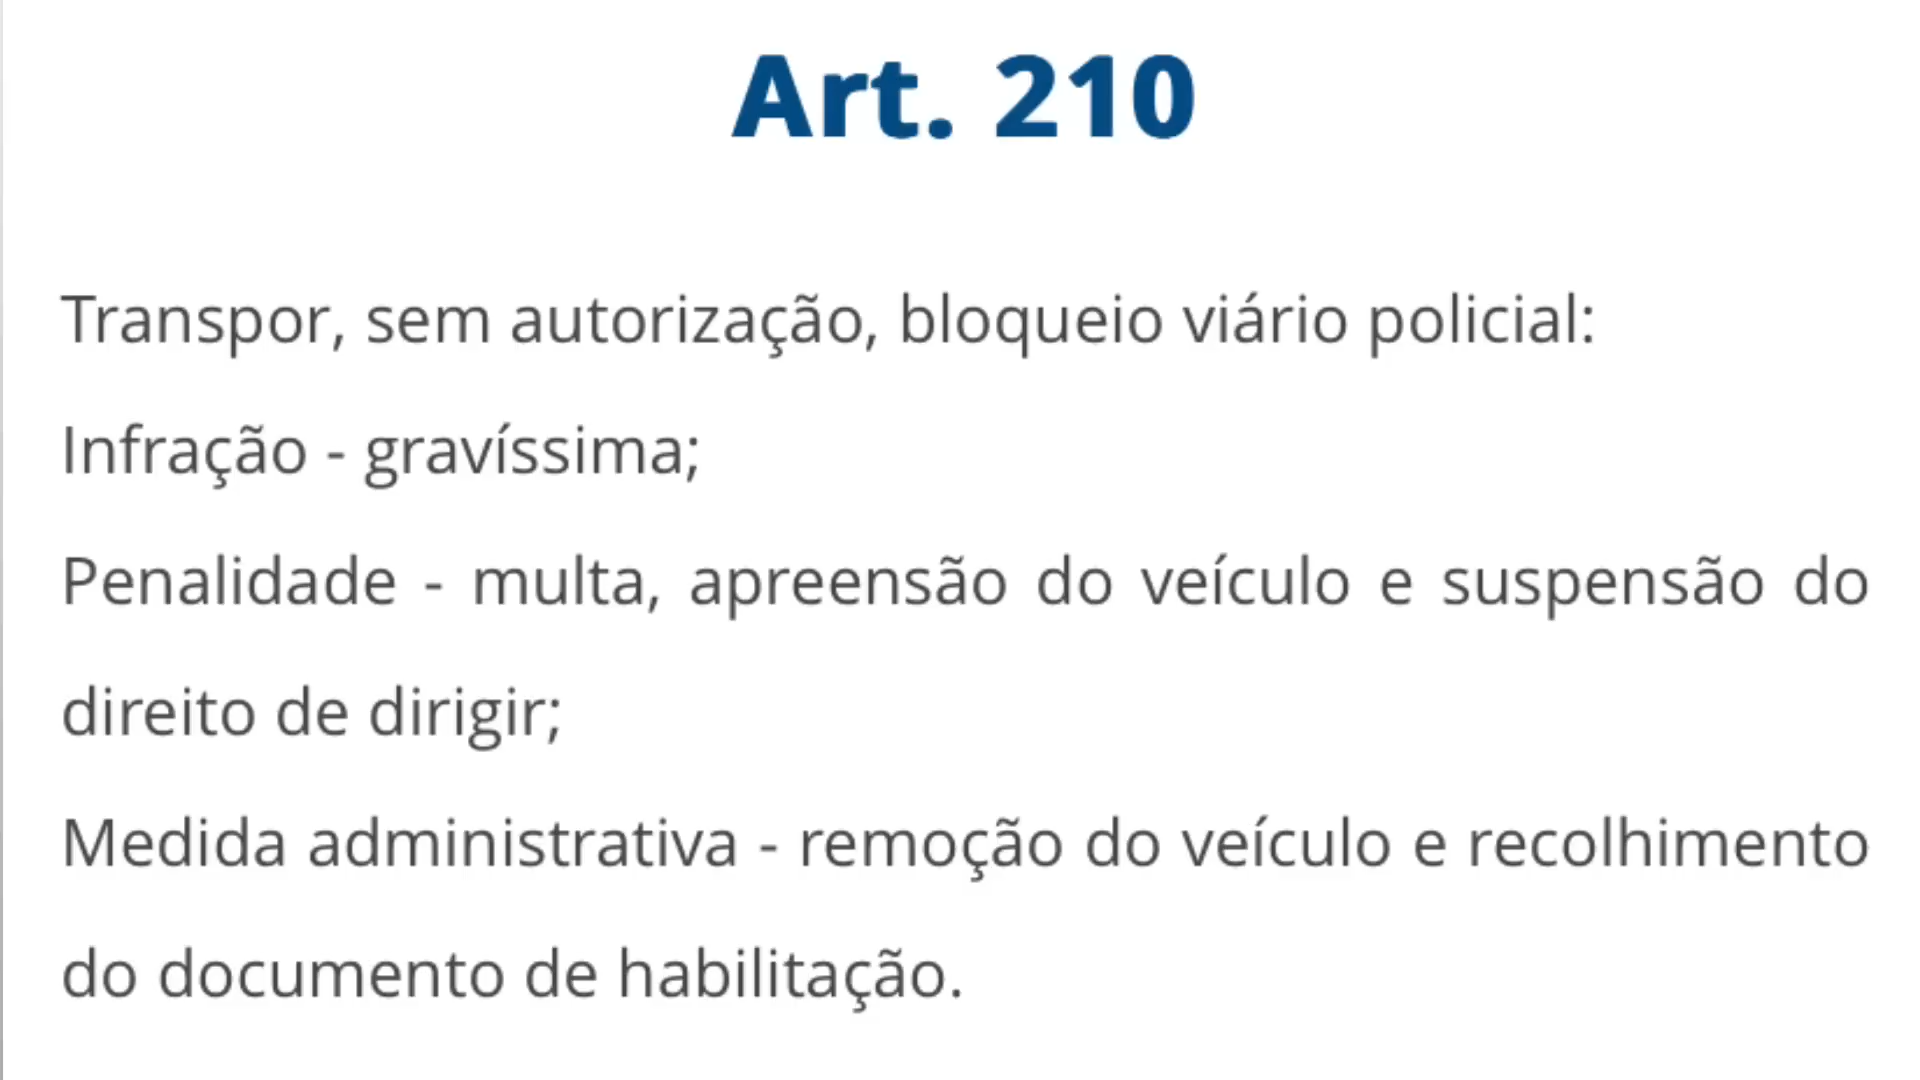 Art. 210
Transpor, sem autorização, bloqueio viário policial:
Infração - gravíssima;
Penalidade - multa, apreensão do veículo e suspensão do
direito de dirigir;
Medida administrativa - remoção do veículo e recolhimento
do documento de habilitação.